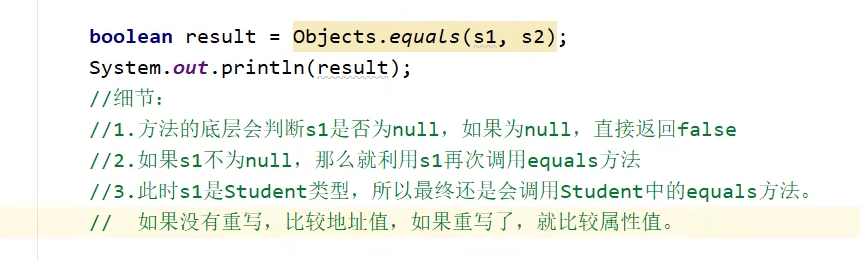 boolean result = Objects.equals(s1, s2);
System.out.println(result);
//细节：
//1.方法的底层会判断s1是否为null，如果为null，直接返回false
//2.如果s1不为null，那么就利用s1再次调用equals方法
//3.此时s1是Student类型，所以最终还是会调用Student中的equals方法。
// 如果没有重写，比较地址值，如果重写了，就比较属性值。